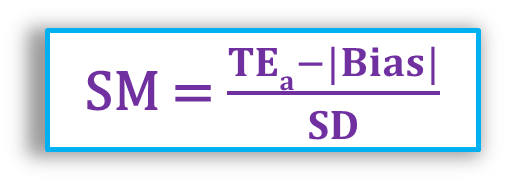 SM = TEₐ−|Bias| / SD